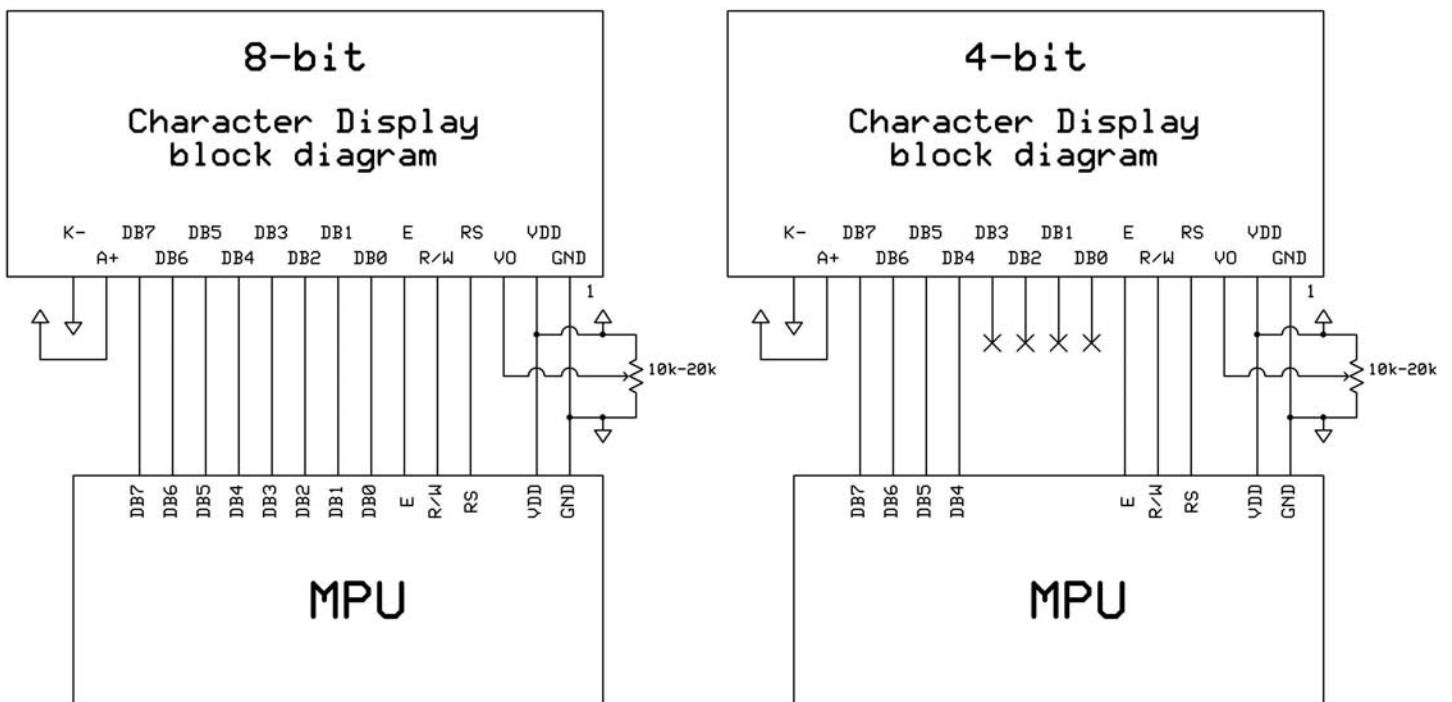 8-bit
Character Display
block diagram
K- DB7 DB5 DB3 DB1 E RS VDD
A+ DB6 DB4 DB2 DB0 R/W VO GND
1
10k-20k
DB7 DB6 DB5 DB4 DB3 DB2 DB1 DB0 E R/W RS VDD GND
MPU
4-bit
Character Display
block diagram
K- DB7 DB5 DB3 DB1 E RS VDD
A+ DB6 DB4 DB2 DB0 R/W VO GND
1
10k-20k
DB7 DB6 DB5 DB4 E R/W RS VDD GND
MPU